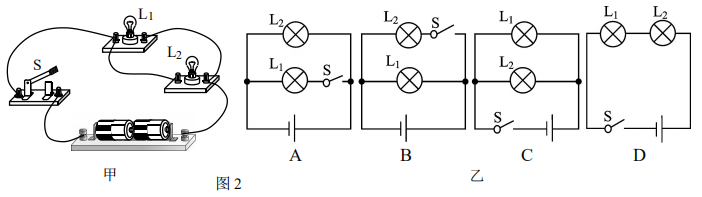 L₁
L₂
S
甲
图 2
L₂
L₁ S
A
L₂ S
L₁
B
L₁
L₂
S
C
L₁ L₂
S
D
乙